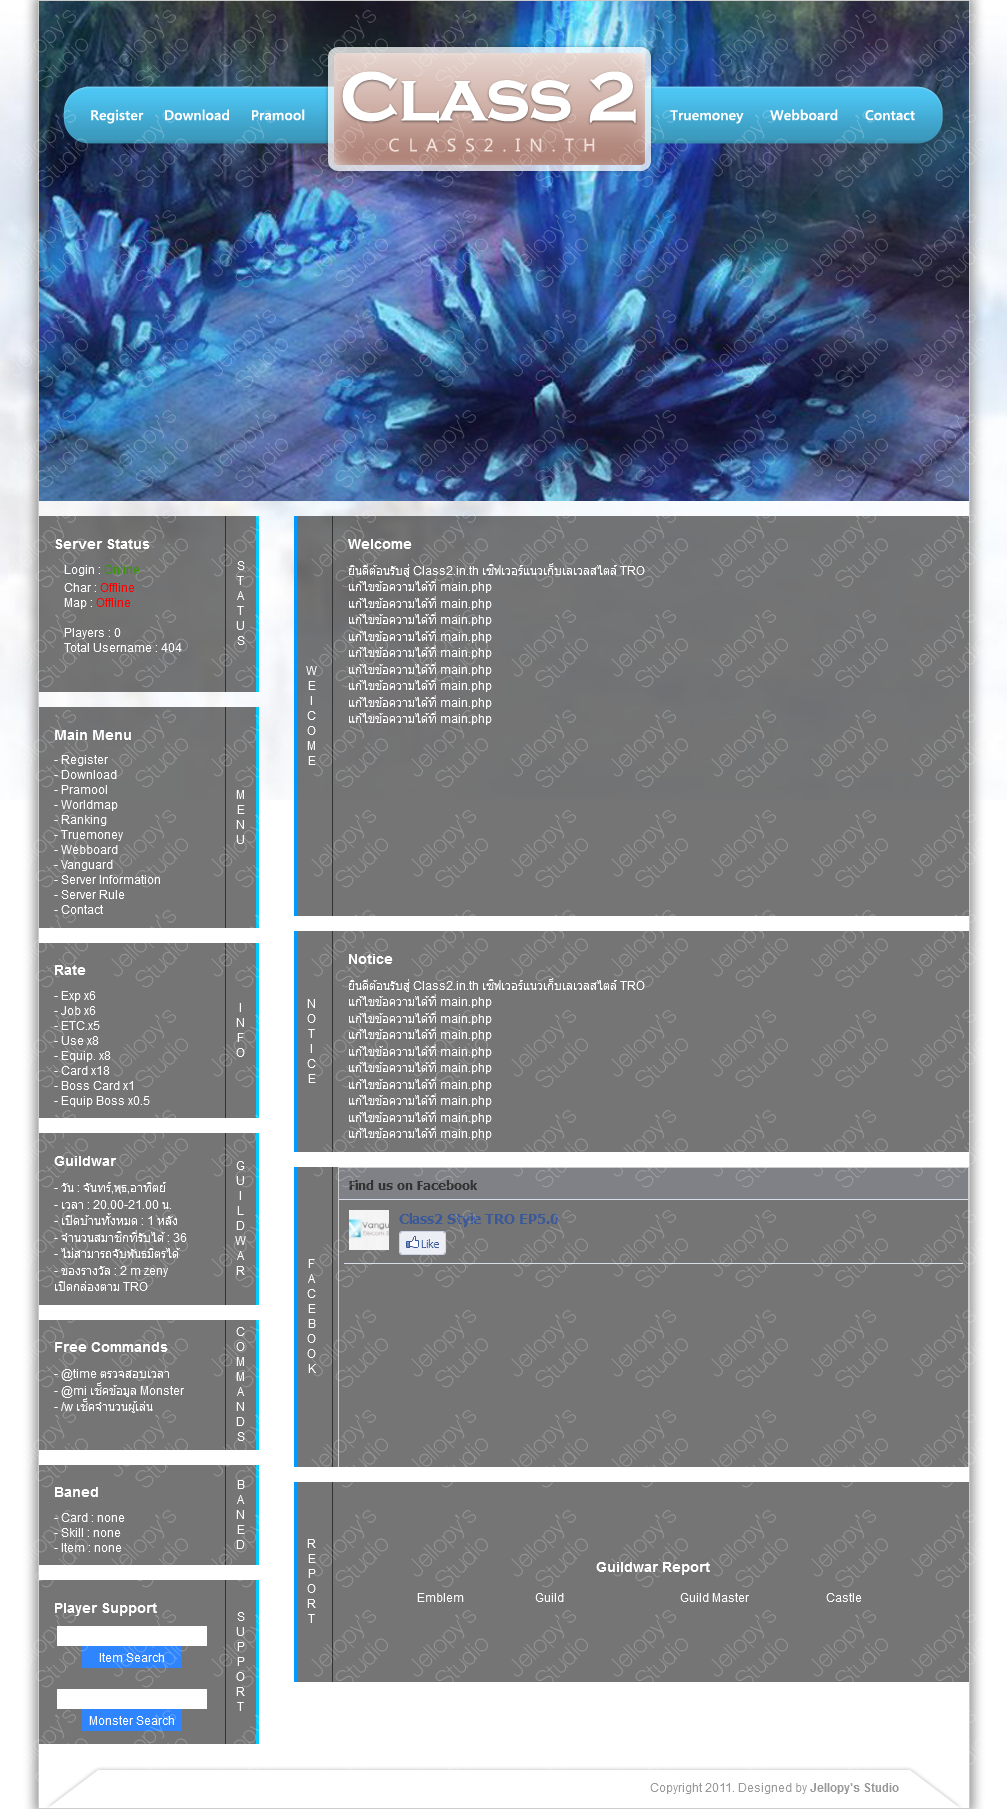 Register Download Pramool
CLASS 2
CLASS2.IN.TH
Truemoney Webboard Contact
Server Status
Login : Online
Char : Offline
Map : Offline
Players : 0
Total Username : 404
STATUS
Main Menu
- Register
- Download
- Pramool
- Worldmap
- Ranking
- Truemoney
- Webboard
- Vanguard
- Server Information
- Server Rule
- Contact
MENU
Rate
- Exp x6
- Job x6
- ETC.x5
- Use x8
- Equip. x8
- Card x18
- Boss Card x1
- Equip Boss x0.5
INFO
Guildwar
- วัน : จันทร์,พุธ,อาทิตย์
- เวลา : 20.00-21.00 น.
- เปิดบ้านทั้งหมด : 1 หลัง
- จำนวนสมาชิกที่รับได้ : 36
- ไม่สามารถจับพันธมิตรได้
- ของรางวัล : 2 m zeny
เปิดกล่องตาม TRO
GUILDWAR
Free Commands
- @time ตรวจสอบเวลา
- @mi เช็คข้อมูล Monster
- /w เช็คจำนวนผู้เล่น
COMMANDS
Baned
- Card : none
- Skill : none
- Item : none
BANED
Player Support
Item Search
Monster Search
SUPPORT
WElCOME
Welcome
ยินดีต้อนรับสู่ Class2.in.th เซิฟเวอร์แนวเก็บเลเวลสไตล์ TRO
แก้ไขข้อความได้ที่ main.php
แก้ไขข้อความได้ที่ main.php
แก้ไขข้อความได้ที่ main.php
แก้ไขข้อความได้ที่ main.php
แก้ไขข้อความได้ที่ main.php
แก้ไขข้อความได้ที่ main.php
แก้ไขข้อความได้ที่ main.php
แก้ไขข้อความได้ที่ main.php
แก้ไขข้อความได้ที่ main.php
NOTICE
Notice
ยินดีต้อนรับสู่ Class2.in.th เซิฟเวอร์แนวเก็บเลเวลสไตล์ TRO
แก้ไขข้อความได้ที่ main.php
แก้ไขข้อความได้ที่ main.php
แก้ไขข้อความได้ที่ main.php
แก้ไขข้อความได้ที่ main.php
แก้ไขข้อความได้ที่ main.php
แก้ไขข้อความได้ที่ main.php
แก้ไขข้อความได้ที่ main.php
แก้ไขข้อความได้ที่ main.php
แก้ไขข้อความได้ที่ main.php
FACEBOOK
Find us on Facebook
Class2 Style TRO EP5.0
Like
REPORT
Guildwar Report
Emblem Guild Guild Master Castle
Copyright 2011. Designed by Jellopy's Studio
Jellopy's
Studio